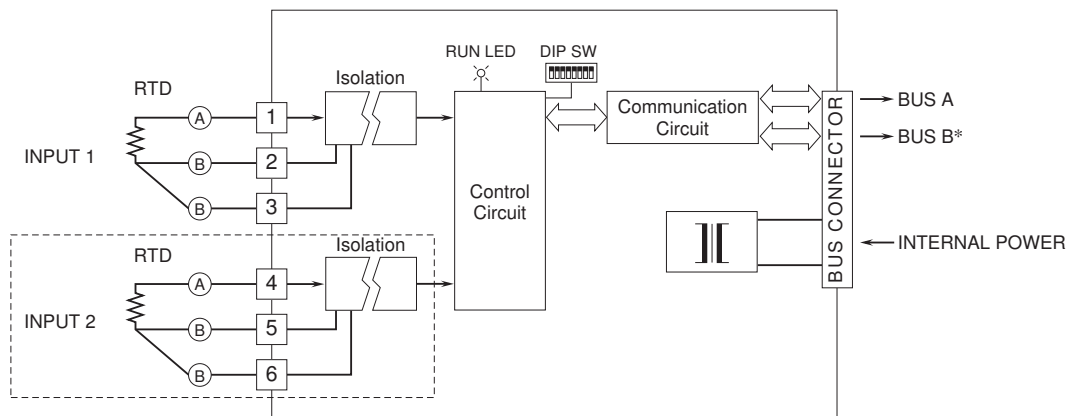 RUN LED
DIP SW
RTD
Isolation
A
1
INPUT 1
B
2
B
3
Control
Circuit
Communication
Circuit
BUS CONNECTOR
BUS A
BUS B*
INTERNAL POWER
RTD
Isolation
A
4
INPUT 2
B
5
B
6